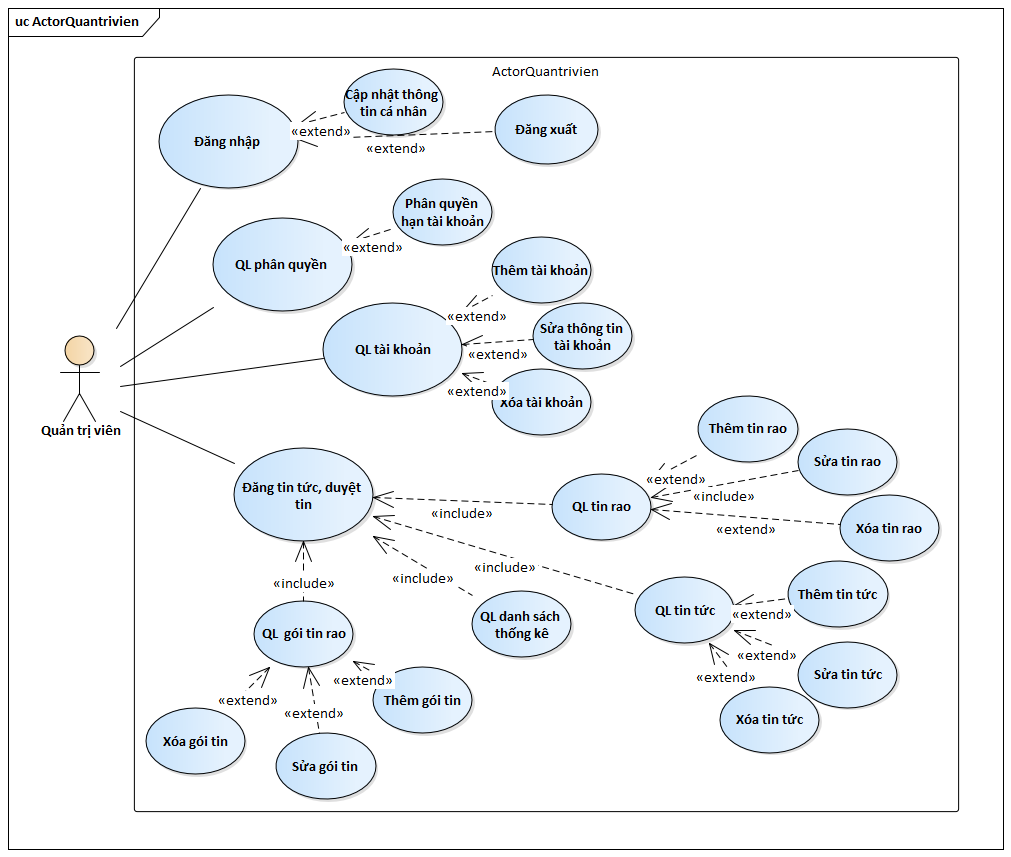 uc ActorQuantrivien
ActorQuantrivien
Cập nhật thông
tin cá nhân
Đăng nhập
«extend»
Đăng xuất
«extend»
Phân quyền
hạn tài khoản
«extend»
QL phân quyền
Thêm tài khoản
«extend»
Sửa thông tin
tài khoản
QL tài khoản
«extend»
«extend»
Xóa tài khoản
Quản trị viên
Thêm tin rao
Sửa tin rao
«extend»
«include»
Đăng tin tức, duyệt
tin
QL tin rao
«include»
Xóa tin rao
«extend»
«include»
«include»
«include»
Thêm tin tức
QL tin tức
«extend»
QL danh sách
thống kê
QL  gói tin rao
«extend»
«extend»
Sửa tin tức
«extend»
Thêm gói tin
«extend»
«extend»
Xóa tin tức
Xóa gói tin
Sửa gói tin